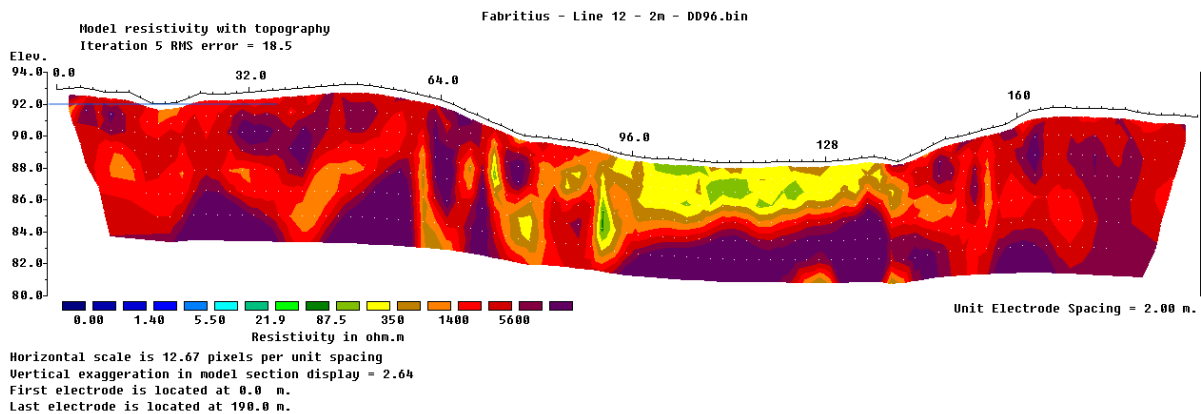 Fabritius - Line 12 - 2m - DD96.bin
Model resistivity with topography
Iteration 5 RMS error = 18.5
Elev.
94.0 0.0 32.0 64.0 96.0 128 160
92.0
90.0
88.0
86.0
84.0
82.0
80.0
0.00 1.40 5.50 21.9 87.5 350 1400 5600
Resistivity in ohm.m
Unit Electrode Spacing = 2.00 m.
Horizontal scale is 12.67 pixels per unit spacing
Vertical exaggeration in model section display = 2.64
First electrode is located at 0.0 m.
Last electrode is located at 190.0 m.